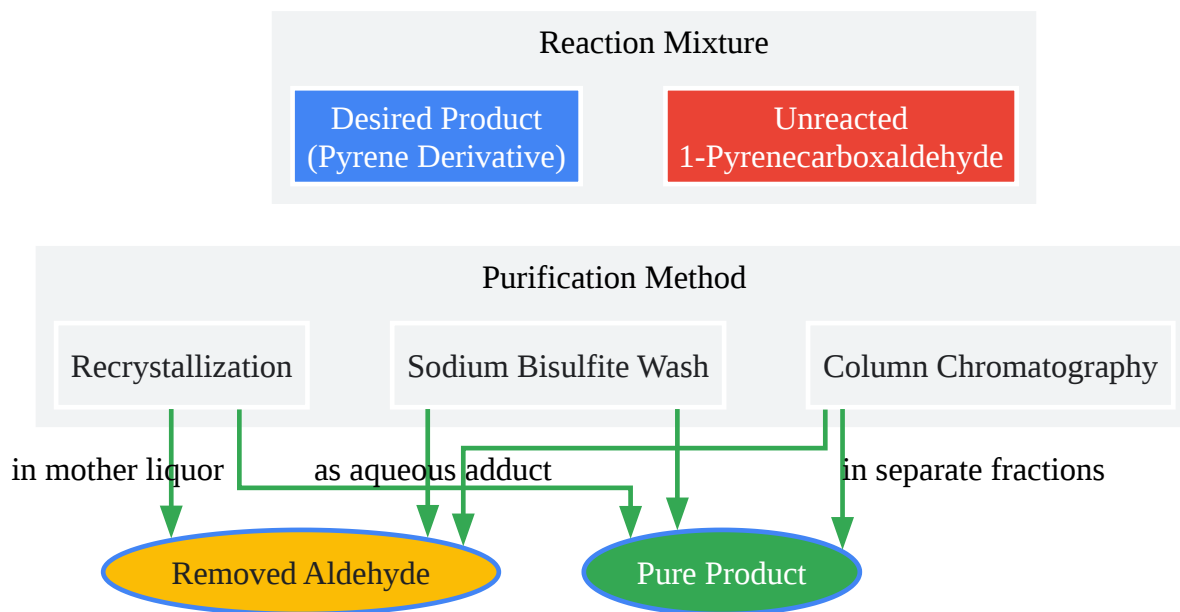 Reaction Mixture
Desired Product
(Pyrene Derivative)
Unreacted
1-Pyrenecarboxaldehyde
Purification Method
Recrystallization
Sodium Bisulfite Wash
Column Chromatography
in mother liquor
as aqueous adduct
in separate fractions
Removed Aldehyde
Pure Product